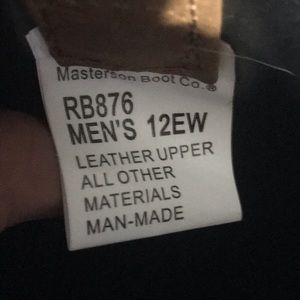 Masterson Boot Co.®
RB876
MEN'S 12EW
LEATHER UPPER
ALL OTHER
MATERIALS
MAN-MADE